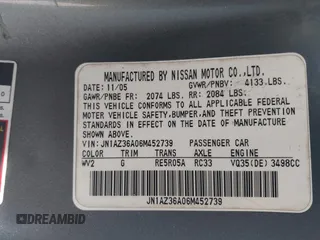 MANUFACTURED BY NISSAN MOTOR CO.,LTD.
DATE: 11/05 GVWR/PNBV: 4133 LBS.
GAWR/PNBE FR: 2074 LBS. RR: 2084 LBS.
THIS VEHICLE CONFORMS TO ALL APPLICABLE FEDERAL
MOTOR VEHICLE SAFETY,BUMPER,AND THEFT PREVENTION
STANDARDS IN EFFECT ON THE DATE OF
MANUFACTURE SHOWN ABOVE.
VIN: JN1AZ36A06M452739 PASSENGER CAR
COLOR TRIM TRANS AXLE ENGINE
WV2 G RE5R05A RC33 VQ35(DE) 3498CC
JN1AZ36A06M452739
DREAMBID